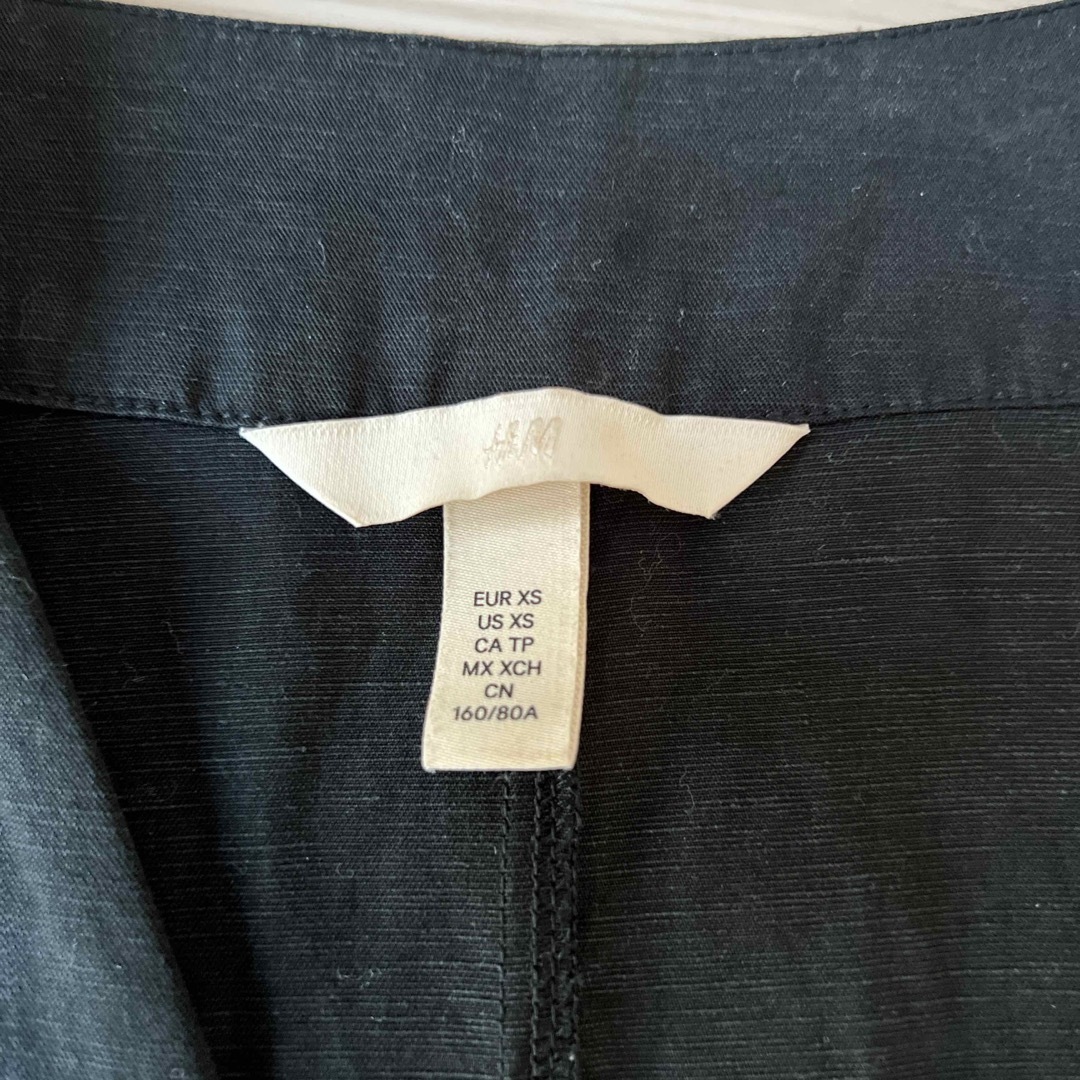 H&M
EUR XS
US XS
CA TP
MX XCH
CN
160/80A